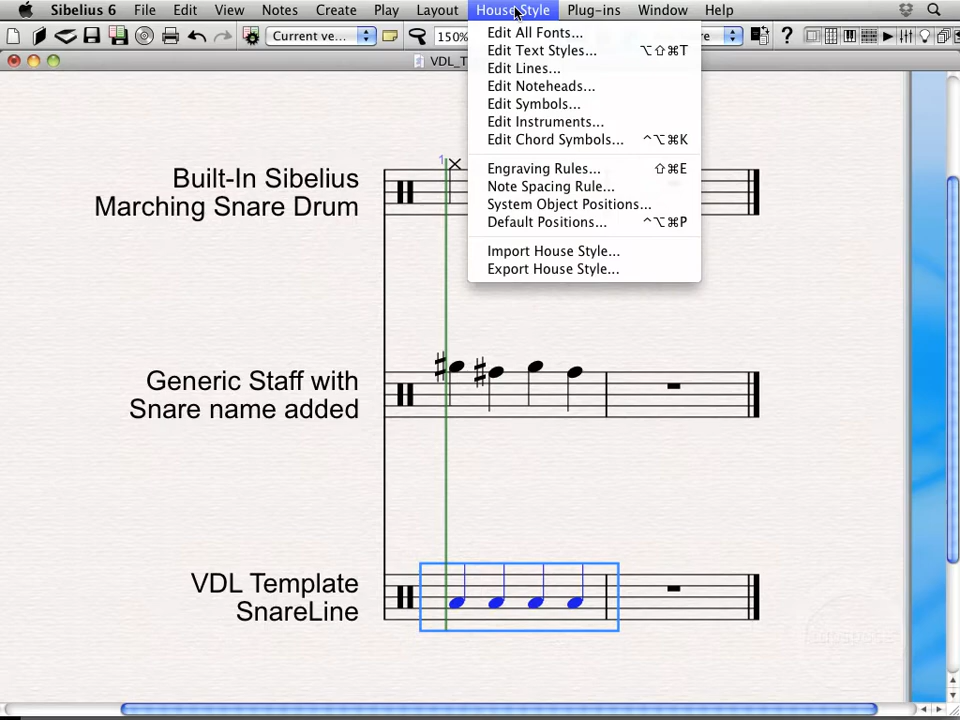 Sibelius 6 File Edit View Notes Create Play Layout House Style Plug-ins Window Help
Current ve... 150%
VDL_T
Edit All Fonts...
Edit Text Styles... ⌥⇧⌘T
Edit Lines...
Edit Noteheads...
Edit Symbols...
Edit Instruments...
Edit Chord Symbols... ^⌥⌘K
Engraving Rules... ⇧⌘E
Note Spacing Rule...
System Object Positions...
Default Positions... ^⌥⌘P
Import House Style...
Export House Style...
1
Built-In Sibelius
Marching Snare Drum
Generic Staff with
Snare name added
VDL Template
SnareLine